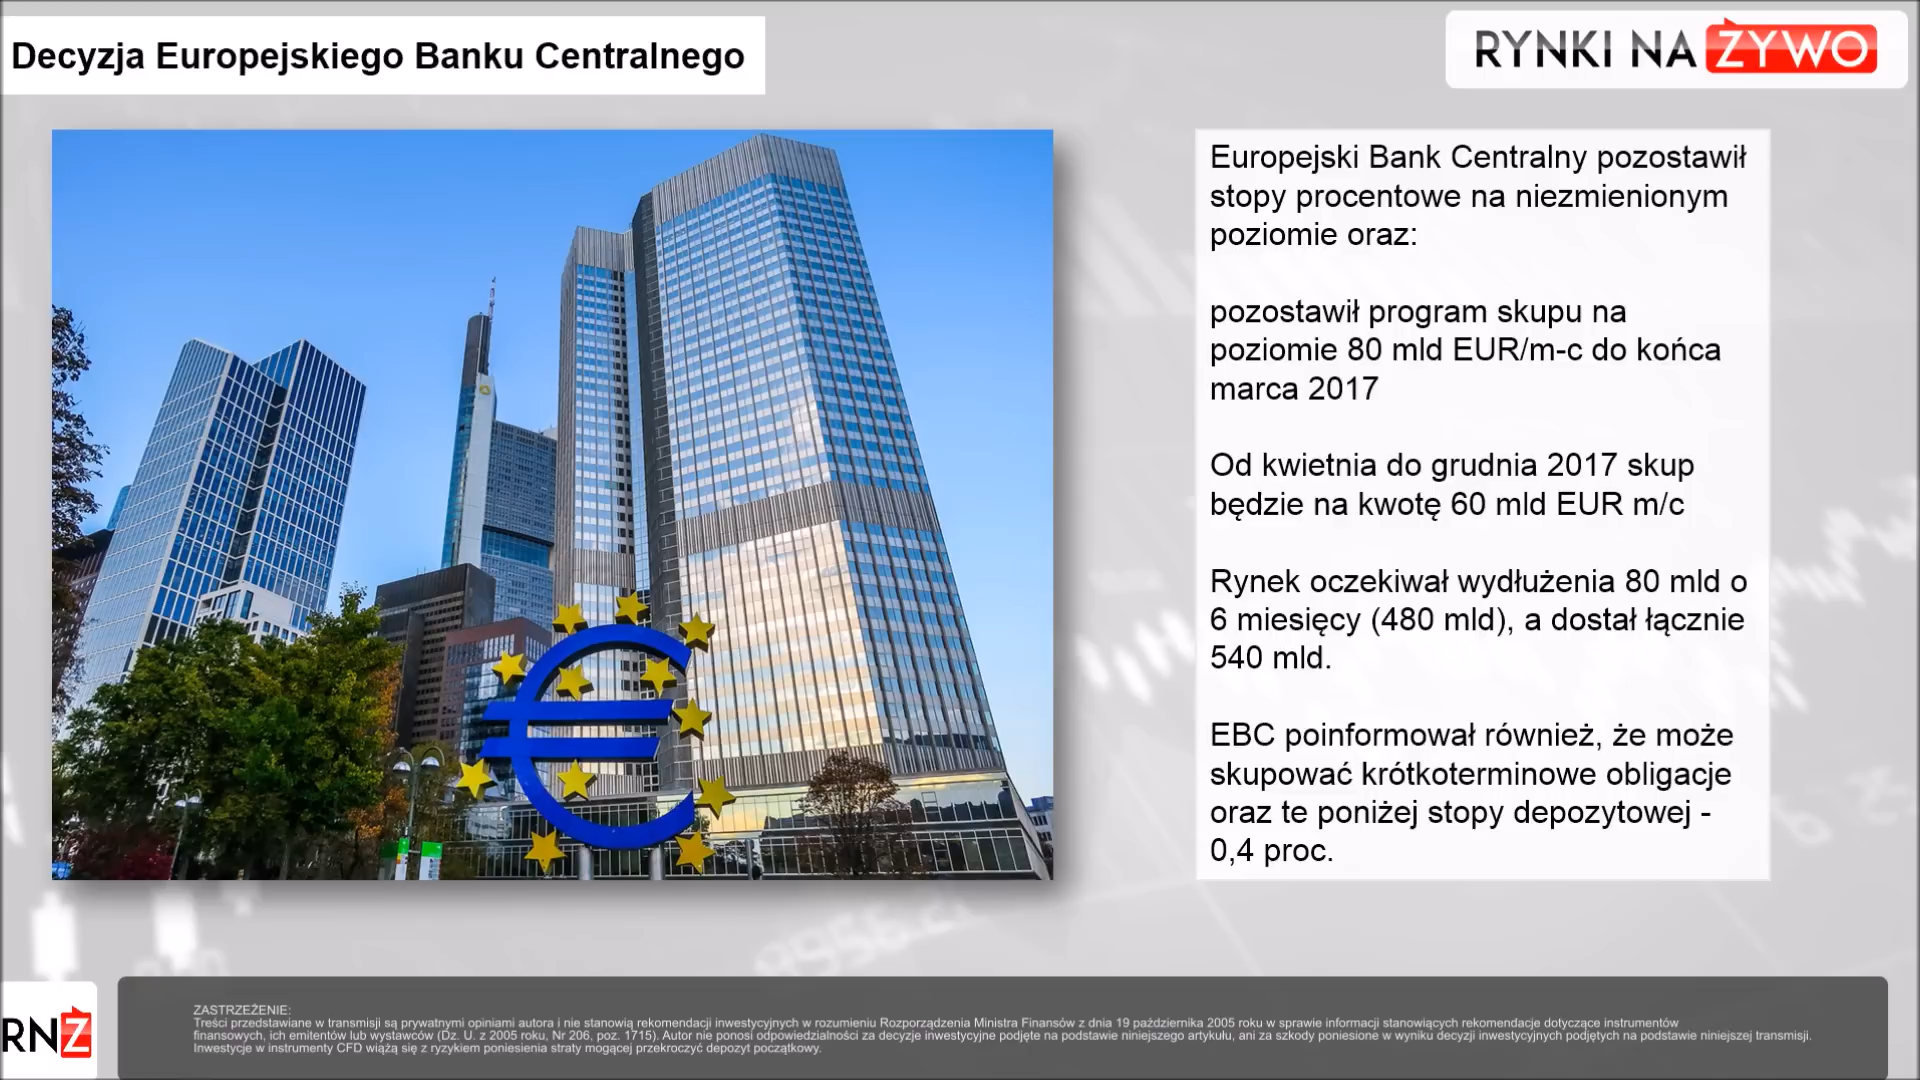 Decyzja Europejskiego Banku Centralnego
RYNKI NA ŻYWO
Europejski Bank Centralny pozostawił
stopy procentowe na niezmienionym
poziomie oraz:
pozostawił program skupu na
poziomie 80 mld EUR/m-c do końca
marca 2017
Od kwietnia do grudnia 2017 skup
będzie na kwotę 60 mld EUR m/c
Rynek oczekiwał wydłużenia 80 mld o
6 miesięcy (480 mld), a dostał łącznie
540 mld.
EBC poinformował również, że może
skupować krótkoterminowe obligacje
oraz te poniżej stopy depozytowej -
0,4 proc.
RNŻ
ZASTRZEŻENIE:
Treści przedstawiane w transmisji są prywatnymi opiniami autora i nie stanowią rekomendacji inwestycyjnych w rozumieniu Rozporządzenia Ministra Finansów z dnia 19 października 2005 roku w sprawie informacji stanowiących rekomendacje dotyczące instrumentów
finansowych, ich emitentów lub wystawców (Dz. U. z 2005 roku, Nr 206, poz. 1715). Autor nie ponosi odpowiedzialności za decyzje inwestycyjne podjęte na podstawie niniejszego artykułu, ani za szkody poniesione w wyniku decyzji inwestycyjnych podjętych na podstawie niniejszej transmisji.
Inwestycje w instrumenty CFD wiążą się z ryzykiem poniesienia straty mogącej przekroczyć depozyt początkowy.